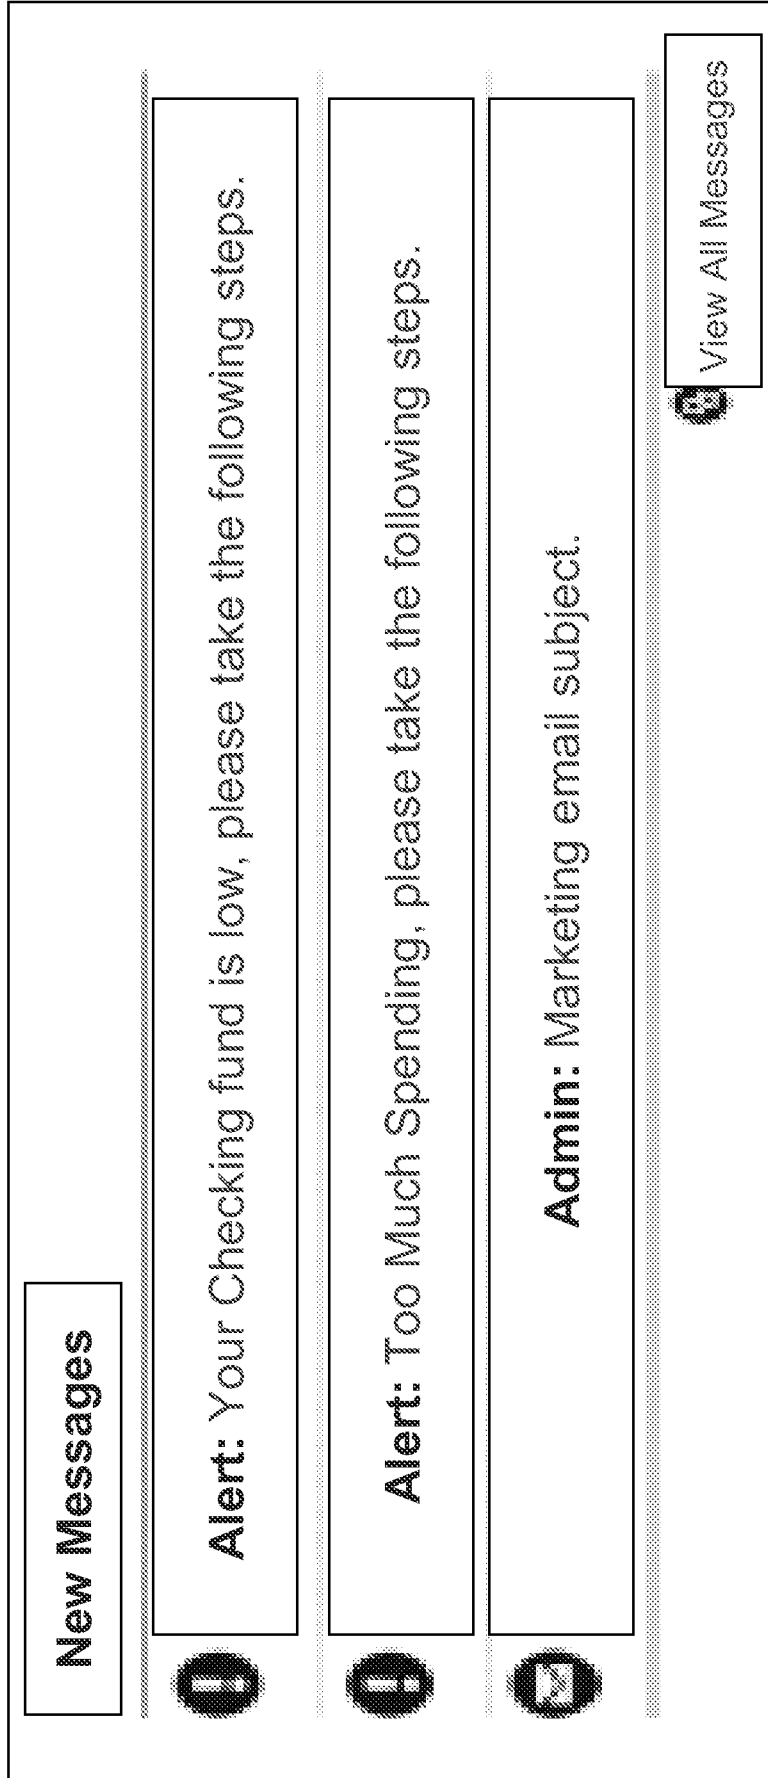 New Messages
Alert: Your Checking fund is low, please take the following steps.
Alert: Too Much Spending, please take the following steps.
Admin: Marketing email subject.
View All Messages